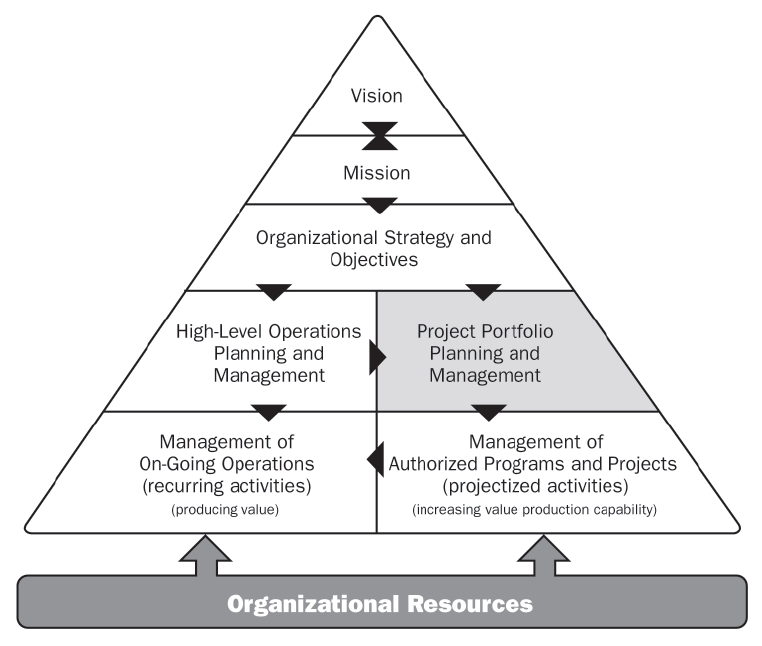 Vision
Mission
Organizational Strategy and
Objectives
High-Level Operations
Planning and
Management
Project Portfolio
Planning and
Management
Management of
On-Going Operations
(recurring activities)
(producing value)
Management of
Authorized Programs and Projects
(projectized activities)
(increasing value production capability)
Organizational Resources